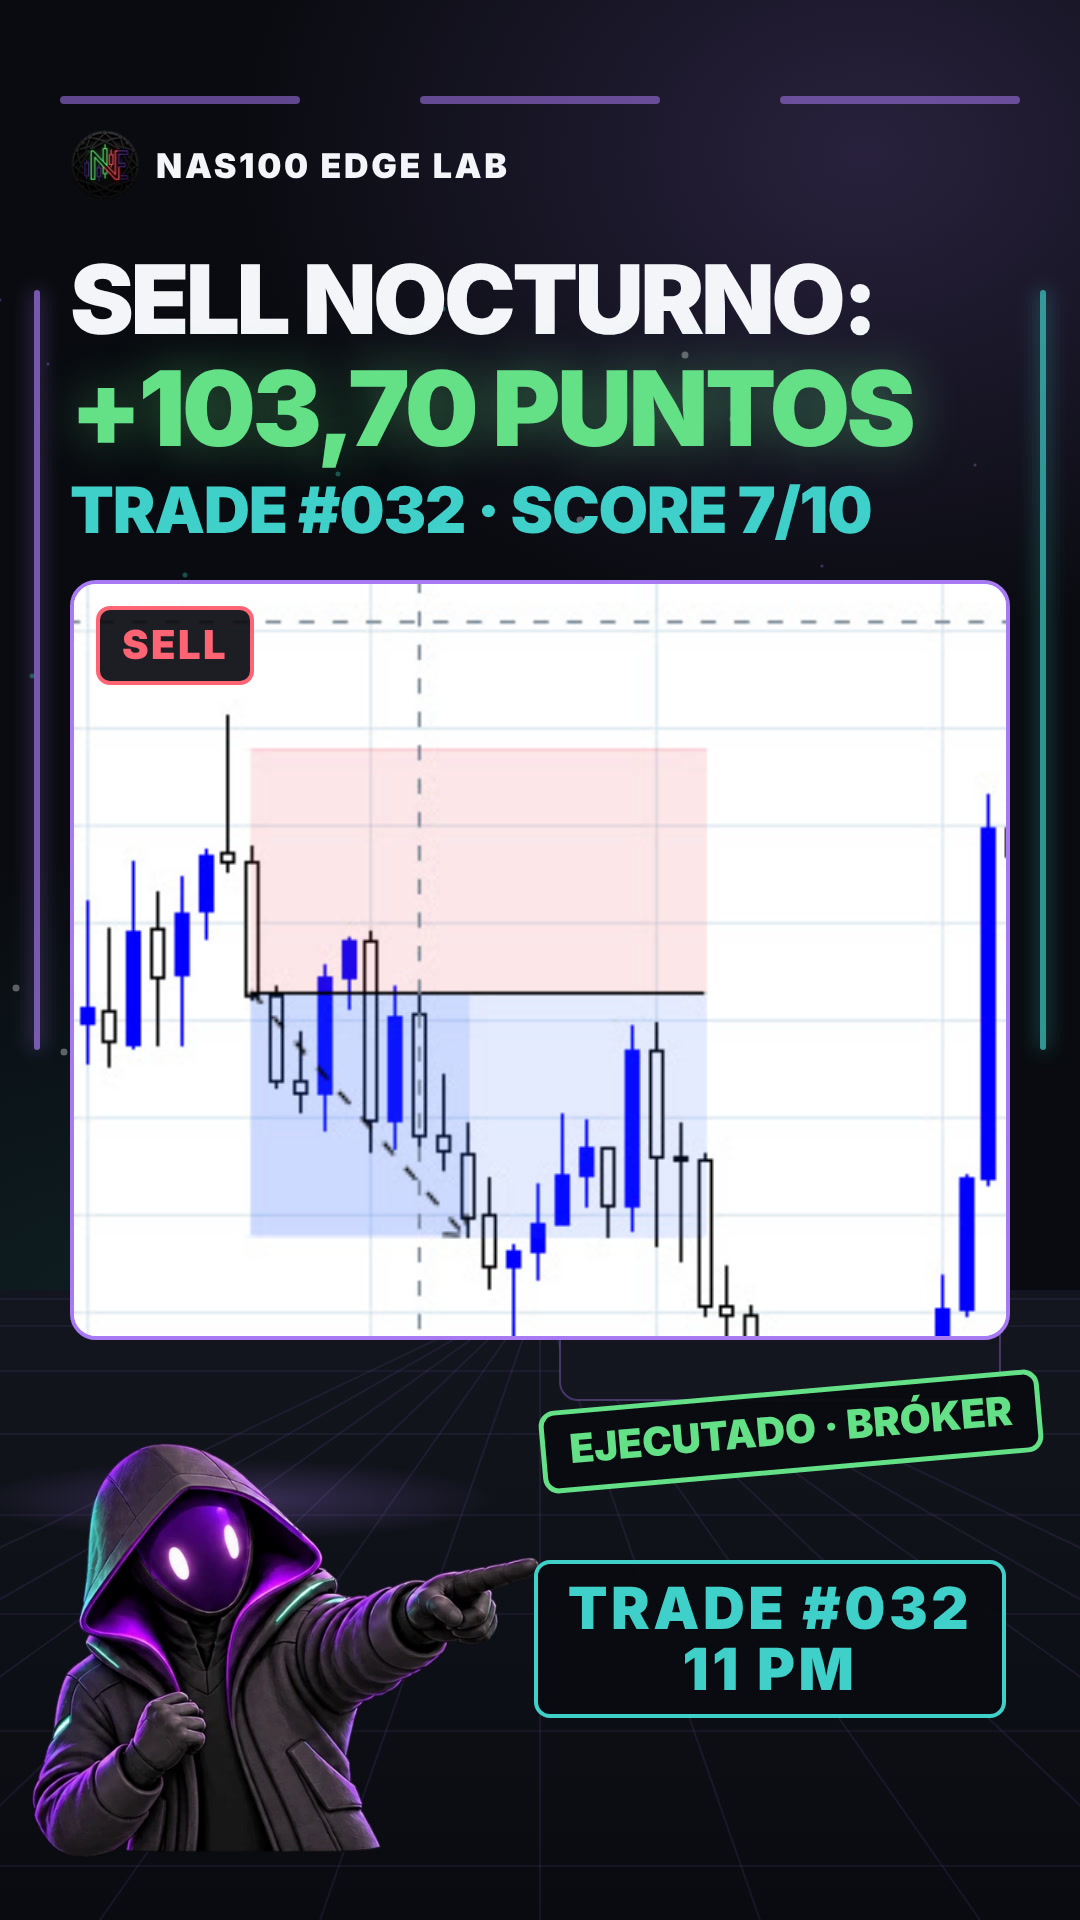 NAS100 EDGE LAB
SELL NOCTURNO:
+103,70 PUNTOS
TRADE #032 · SCORE 7/10
SELL
EJECUTADO · BRÓKER
TRADE #032
11 PM